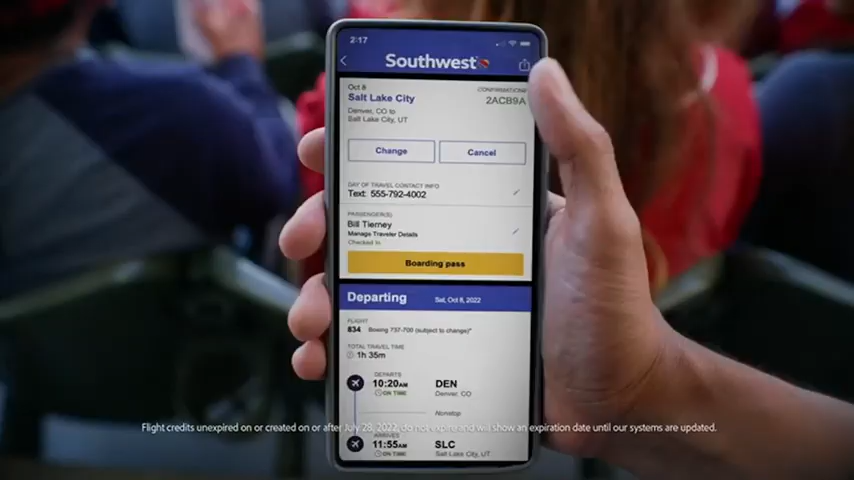 2:17
Southwest
Oct 8
CONFIRMATION#
Salt Lake City
2ACB9A
Denver, CO to
Salt Lake City, UT
Change
Cancel
DAY OF TRAVEL CONTACT INFO
Text: 555-792-4002
PASSENGER(S)
Bill Tierney
Manage Traveler Details
Checked In
Boarding pass
Departing
Sat, Oct 8, 2022
FLIGHT
834 Boeing 737-700 (subject to change)*
TOTAL TRAVEL TIME
1h 35m
DEPARTS
10:20AM DEN
ON TIME Denver, CO
Nonstop
Flight credits unexpired on or created on or after July 28, 2022, do not expire and will show an expiration date until our systems are updated.
ARRIVES
11:55AM SLC
ON TIME Salt Lake City, UT